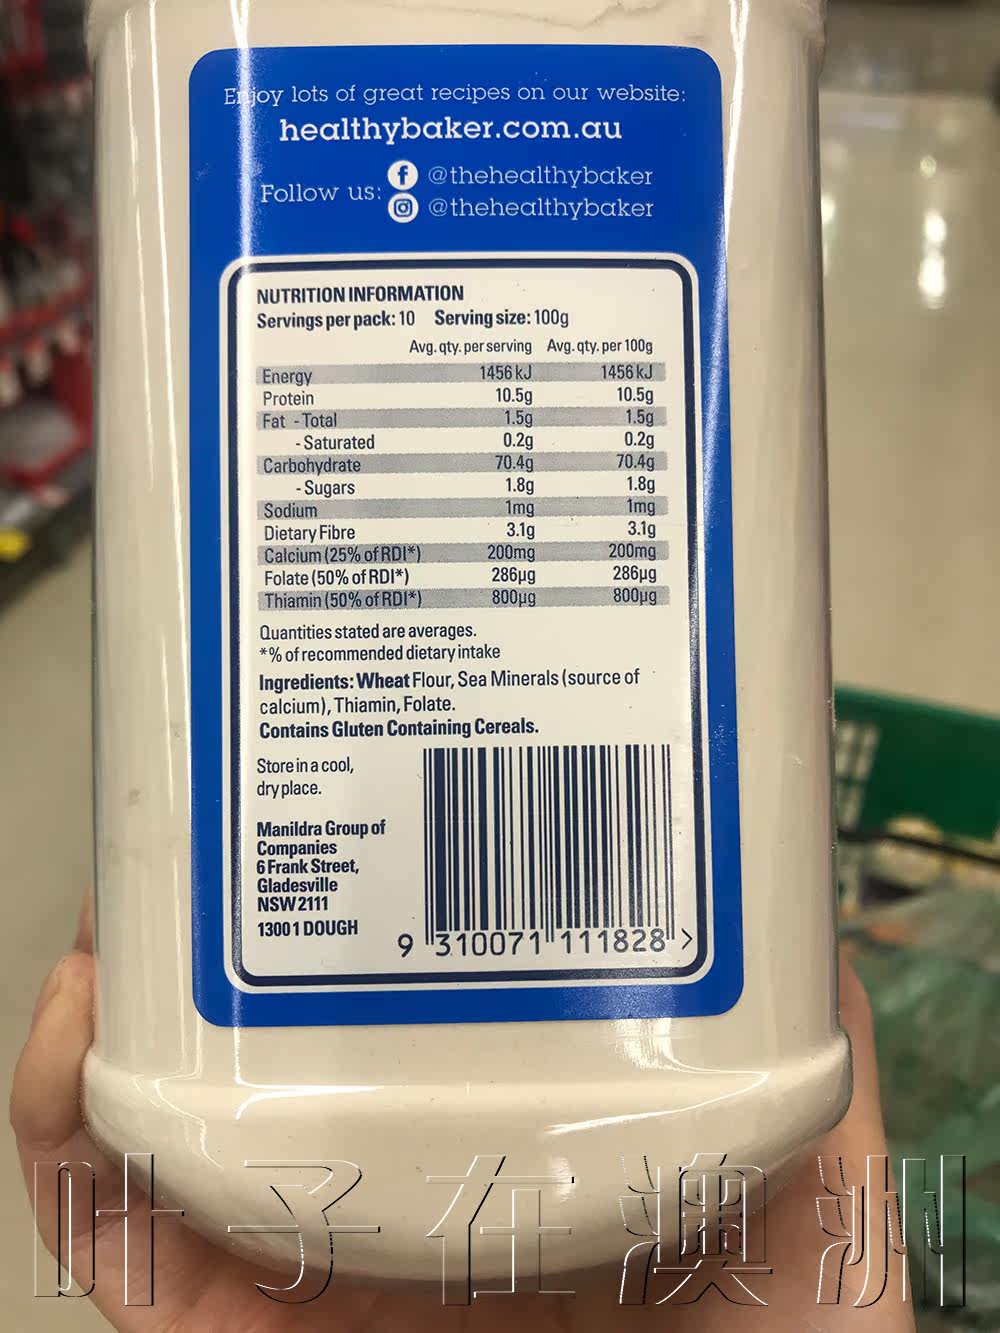 Enjoy lots of great recipes on our website:
healthybaker.com.au
Follow us:
@thehealthybaker
@thehealthybaker
NUTRITION INFORMATION
Servings per pack: 10 Serving size: 100g
Avg. qty. per serving Avg. qty. per 100g
Energy 1456 kJ 1456 kJ
Protein 10.5g 10.5g
Fat - Total 1.5g 1.5g
- Saturated 0.2g 0.2g
Carbohydrate 70.4g 70.4g
- Sugars 1.8g 1.8g
Sodium 1mg 1mg
Dietary Fibre 3.1g 3.1g
Calcium (25% of RDI*) 200mg 200mg
Folate (50% of RDI*) 286µg 286µg
Thiamin (50% of RDI*) 800µg 800µg
Quantities stated are averages.
*% of recommended dietary intake
Ingredients: Wheat Flour, Sea Minerals (source of
calcium), Thiamin, Folate.
Contains Gluten Containing Cereals.
Store in a cool,
dry place.
Manildra Group of
Companies
6 Frank Street,
Gladesville
NSW 2111
13001 DOUGH
9 310071 111828 >
叶子在澳洲